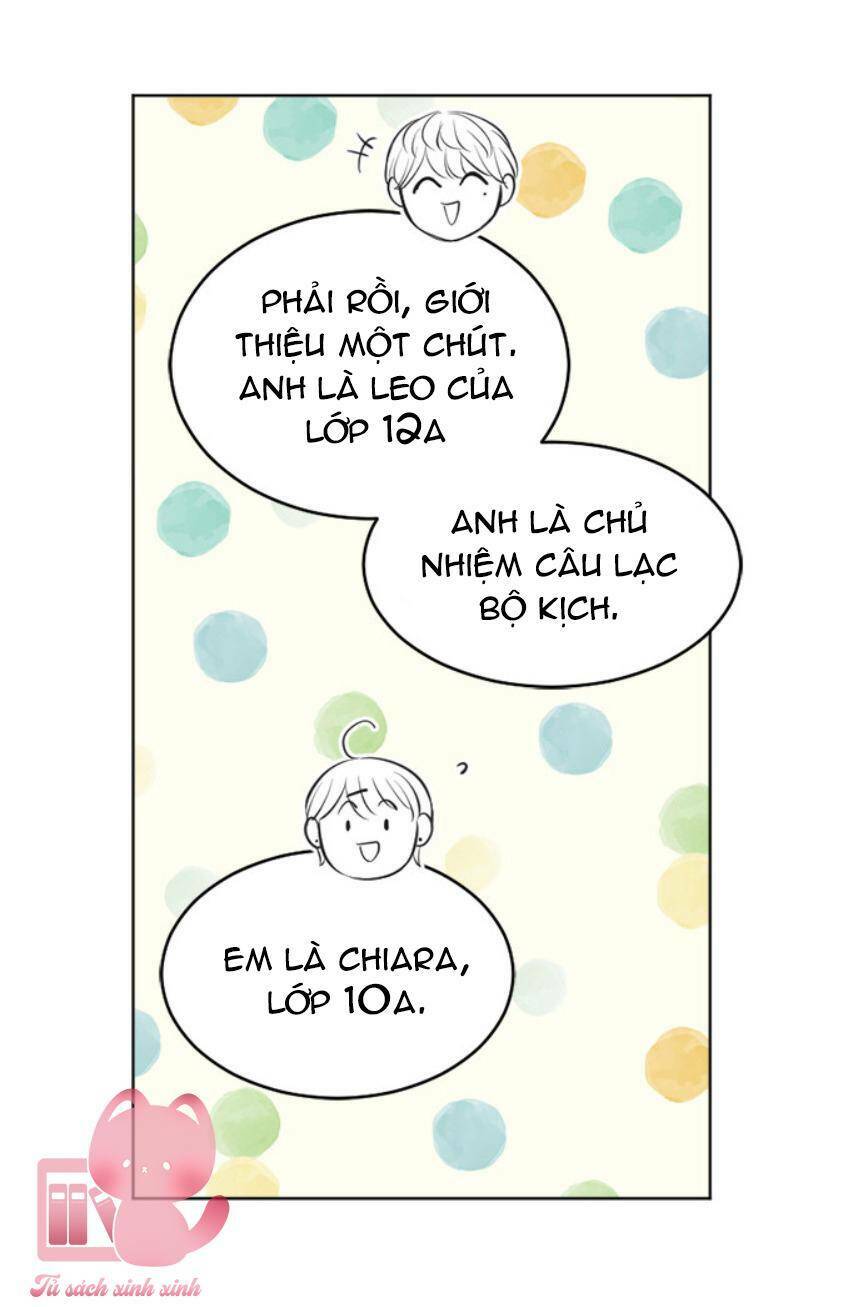 PHẢI RỒI, GIỚI
THIỆU MỘT CHÚT.
ANH LÀ LEO CỦA
LỚP 12A
ANH LÀ CHỦ
NHIỆM CÂU LẠC
BỘ KỊCH.
EM LÀ CHIARA,
LỚP 10A.
Tủ sách xinh xinh